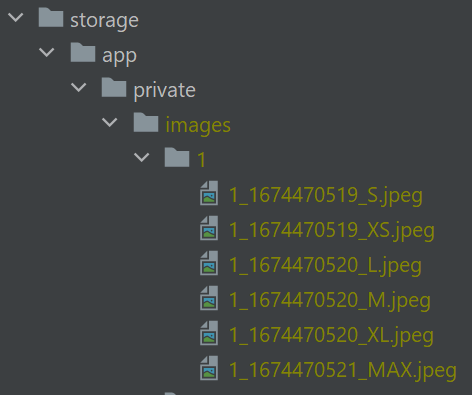 storage
app
private
images
1
1_1674470519_S.jpeg
1_1674470519_XS.jpeg
1_1674470520_L.jpeg
1_1674470520_M.jpeg
1_1674470520_XL.jpeg
1_1674470521_MAX.jpeg